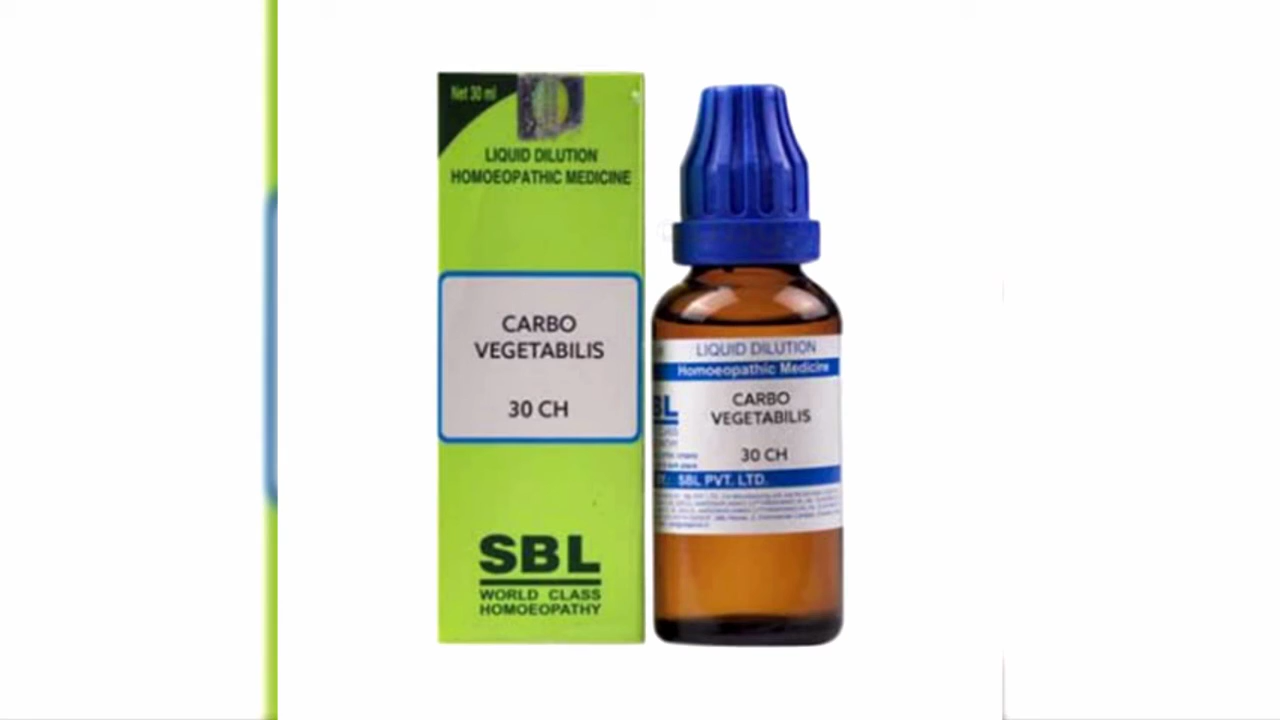 Net 30 ml
LIQUID DILUTION
HOMOEOPATHIC MEDICINE
CARBO
VEGETABILIS
30 CH
SBL
WORLD CLASS
HOMOEOPATHY
LIQUID DILUTION
Homoeopathic Medicine
BL
CARBO
VEGETABILIS
30 CH
SBL PVT. LTD.